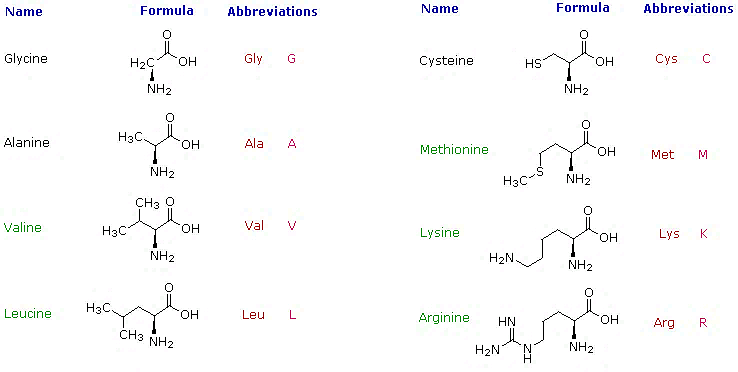 Name Formula Abbreviations
Glycine H2C O OH NH2 Gly G
Alanine H3C O OH NH2 Ala A
Valine CH3 H3C O OH NH2 Val V
Leucine H3C CH3 O OH NH2 Leu L
Name Formula Abbreviations
Cysteine HS O OH NH2 Cys C
Methionine H3C S O OH NH2 Met M
Lysine H2N O OH NH2 Lys K
Arginine NH H2N N H O OH NH2 Arg R